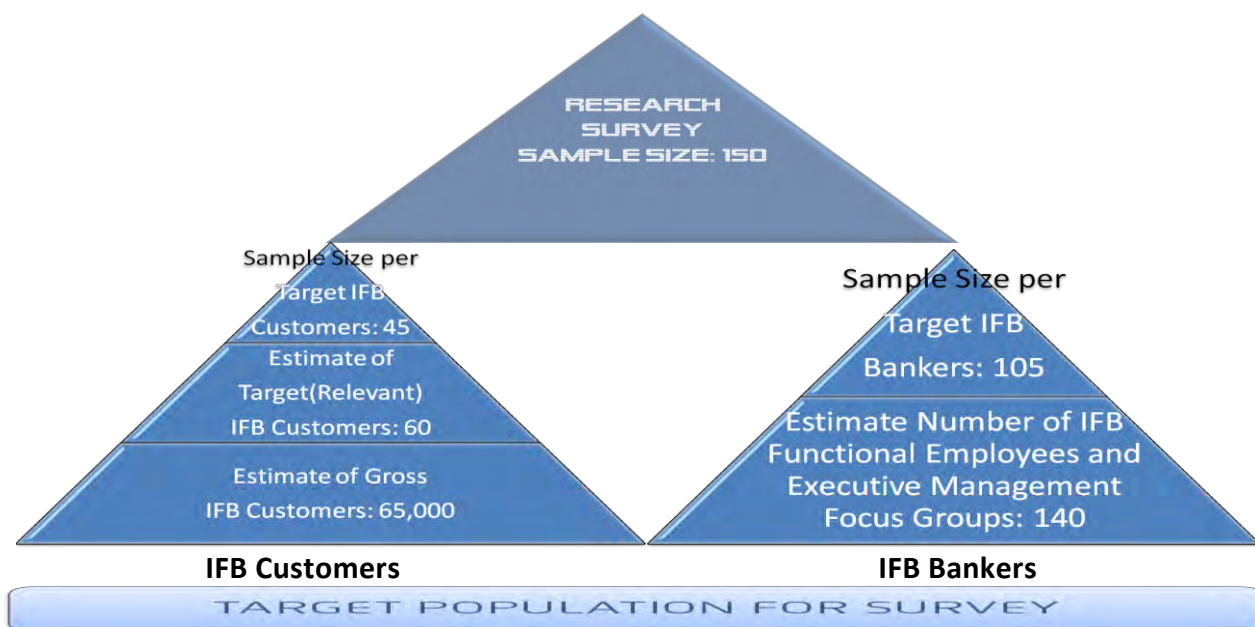 RESEARCH
SURVEY
SAMPLE SIZE: 150
Sample Size per
Target IFB
Customers: 45
Estimate of
Target(Relevant)
IFB Customers: 60
Estimate of Gross
IFB Customers: 65,000
Sample Size per
Target IFB
Bankers: 105
Estimate Number of IFB
Functional Employees and
Executive Management
Focus Groups: 140
IFB Customers
IFB Bankers
TARGET POPULATION FOR SURVEY